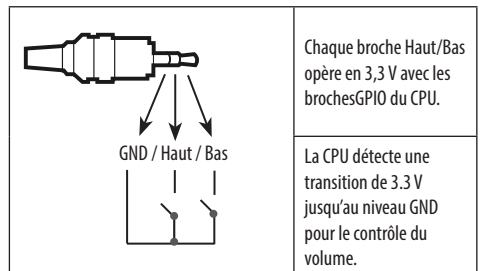 GND / Haut / Bas
Chaque broche Haut/Bas
opère en 3,3 V avec les
brochesGPIO du CPU.
La CPU détecte une
transition de 3.3 V
jusqu'au niveau GND
pour le contrôle du
volume.